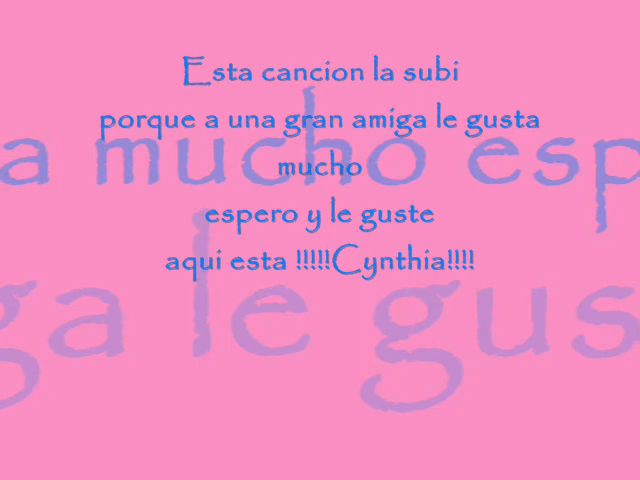 Esta cancion la subi
porque a una gran amiga le gusta
mucho
espero y le guste
aqui esta !!!!!Cynthia!!!!
a mucho esp
ga le gus